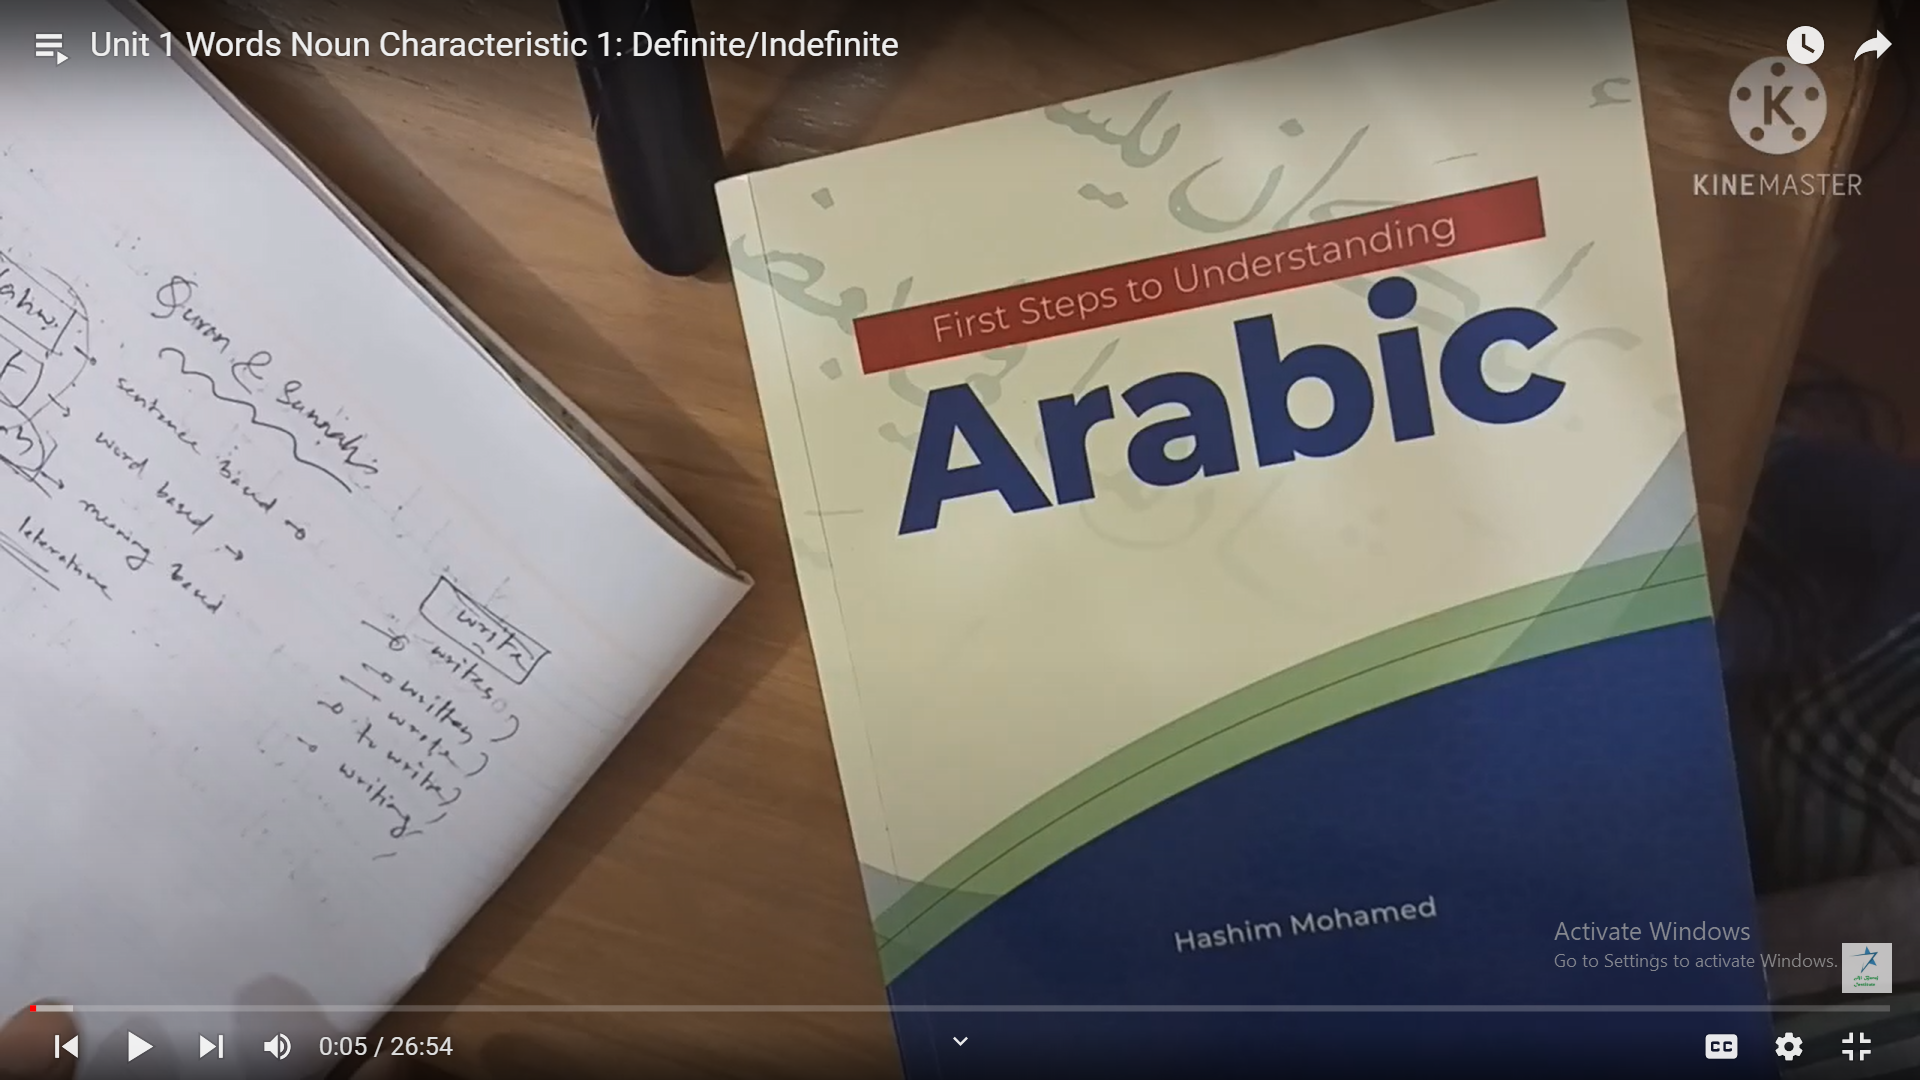 Unit 1 Words Noun Characteristic 1: Definite/Indefinite
KINEMASTER
First Steps to Understanding
Arabic
Hashim Mohamed
Quran & Sunnah
sentence based
word based
meaning based
write
writes
written
wrote
to write
writing
Activate Windows
Go to Settings to activate Windows.
0:05 / 26:54
CC